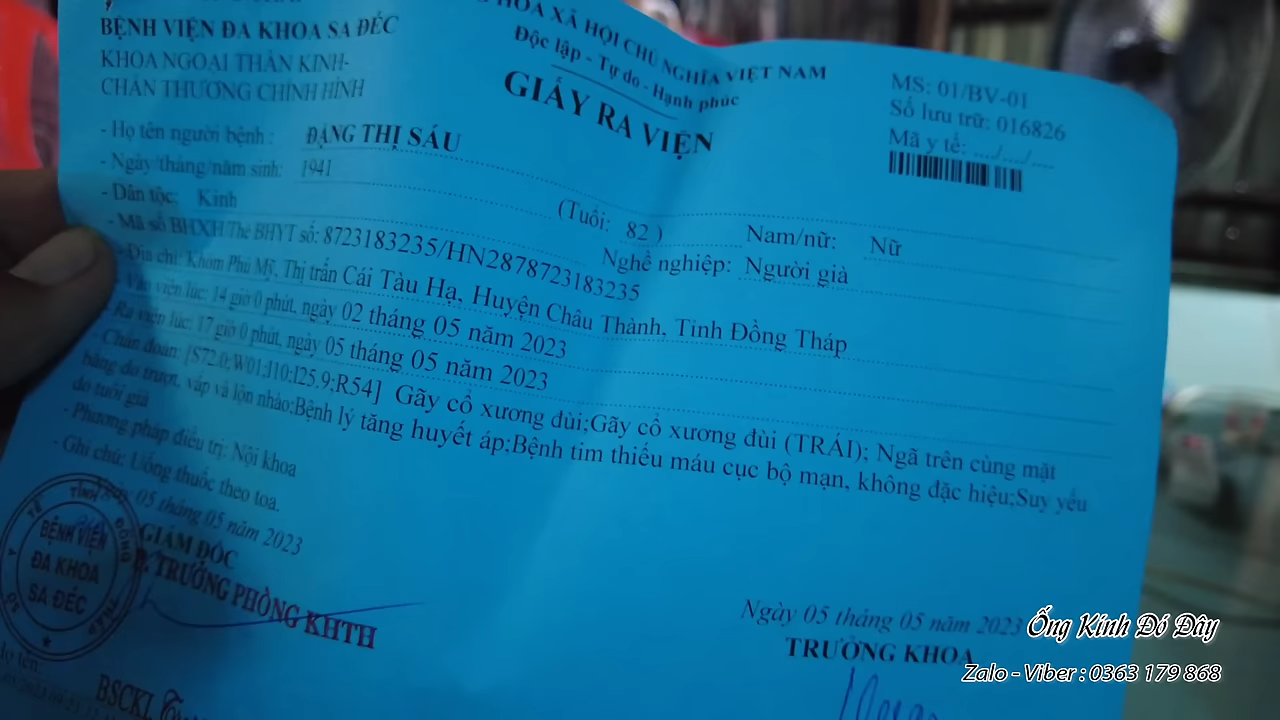 BỆNH VIỆN ĐA KHOA SA ĐÉC
KHOA NGOẠI THẦN KINH-
CHẤN THƯƠNG CHỈNH HÌNH
HÒA XÃ HỘI CHỦ NGHĨA VIỆT NAM
Độc lập - Tự do - Hạnh phúc
GIẤY RA VIỆN
MS: 01/BV-01
Số lưu trữ: 016826
Mã y tế: .../.../....
- Họ tên người bệnh : ĐẶNG THỊ SÁU
- Ngày/tháng/năm sinh: 1941 (Tuổi: 82 ) Nam/nữ: Nữ
- Dân tộc: Kinh Nghề nghiệp: Người già
- Mã số BHXH/Thẻ BHYT số: 8723183235/HN2878723183235
- Địa chỉ: Khóm Phú Mỹ, Thị trấn Cái Tàu Hạ, Huyện Châu Thành, Tỉnh Đồng Tháp
- Vào viện lúc: 14 giờ 0 phút, ngày 02 tháng 05 năm 2023
- Ra viện lúc: 17 giờ 0 phút, ngày 05 tháng 05 năm 2023
- Chẩn đoán: [S72.0;W01;I10;I25.9;R54] Gãy cổ xương đùi;Gãy cổ xương đùi (TRÁI); Ngã trên cùng mặt
bằng do trượt, vấp và lộn nhào;Bệnh lý tăng huyết áp;Bệnh tim thiếu máu cục bộ mạn, không đặc hiệu;Suy yếu
do tuổi già
- Phương pháp điều trị: Nội khoa
- Ghi chú: Uống thuốc theo toa.
Ngày 05 tháng 05 năm 2023
GIÁM ĐỐC
TRƯỞNG PHÒNG KHTH
Y TẾ TỈNH ĐỒNG THÁP
BỆNH VIỆN
ĐA KHOA
SA ĐÉC
Họ tên
BSCKI.
Ngày 05 tháng 05 năm 2023
TRƯỞNG KHOA
Ống Kính Đó Đây
Zalo - Viber : 0363 179 868